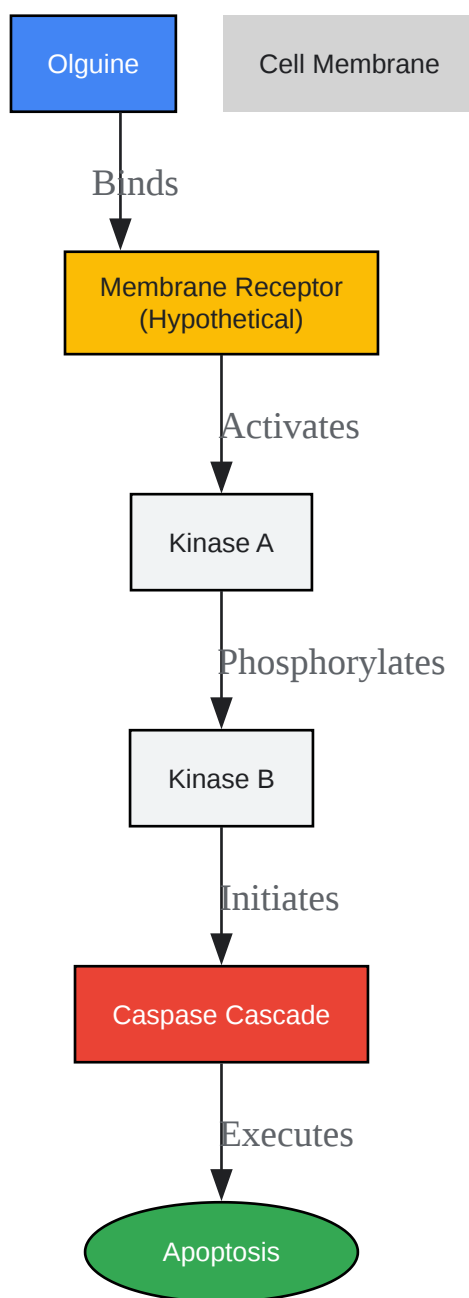 Olguine
Cell Membrane
Binds
Membrane Receptor
(Hypothetical)
Activates
Kinase A
Phosphorylates
Kinase B
Initiates
Caspase Cascade
Executes
Apoptosis